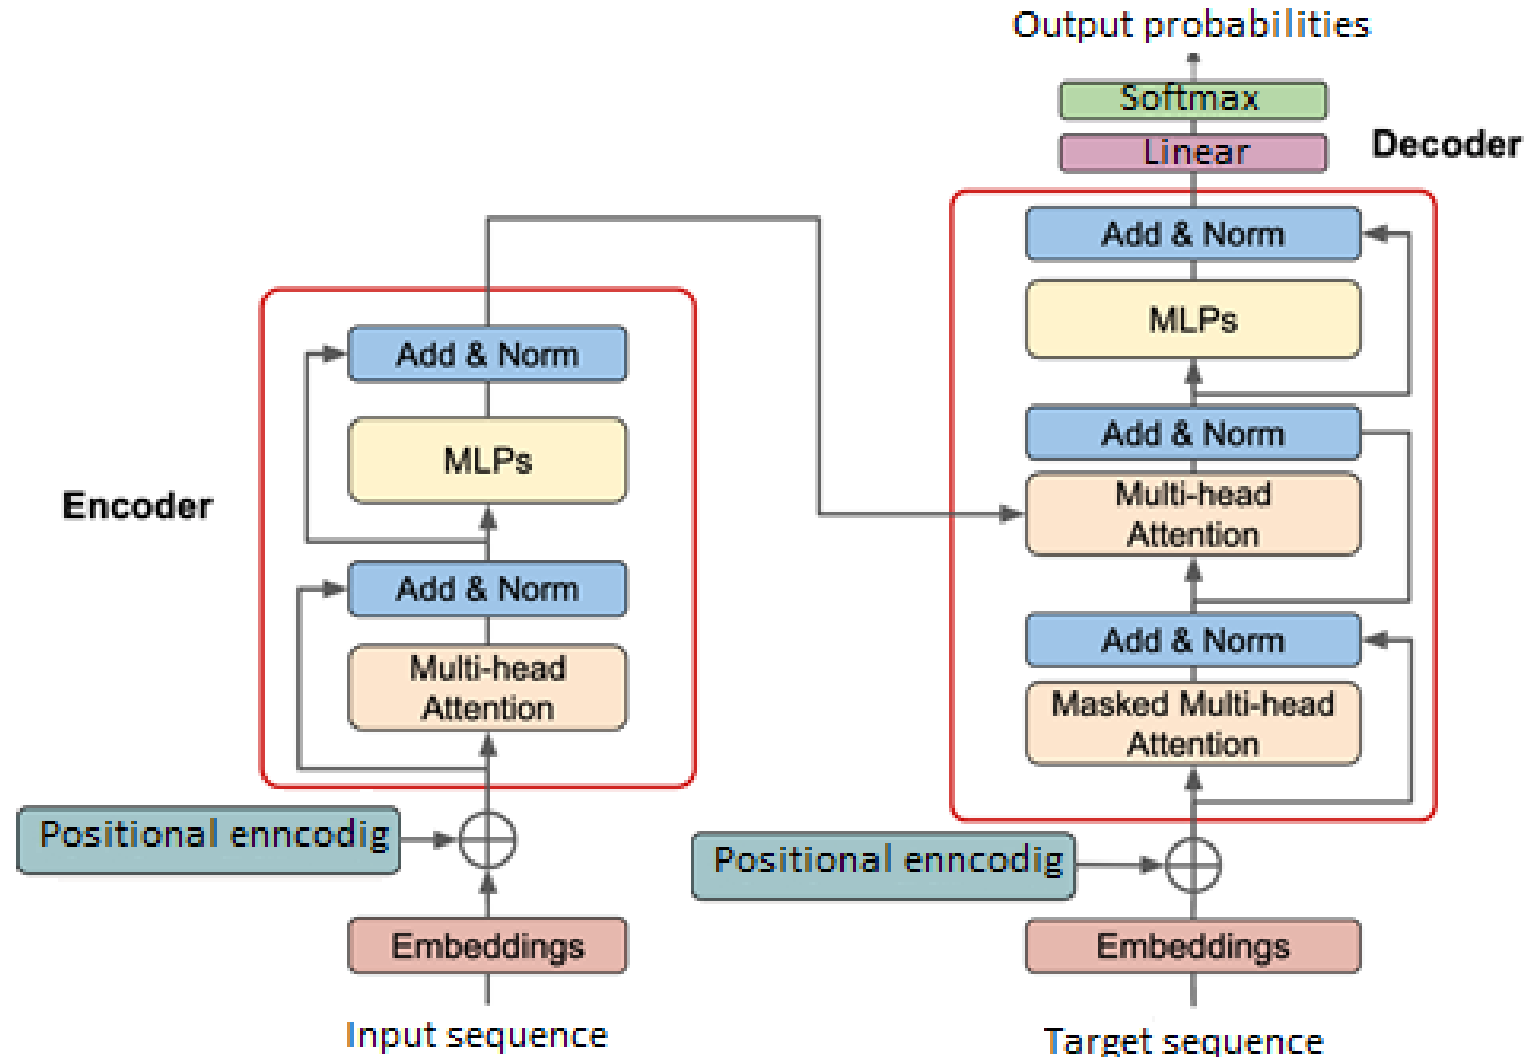 Output probabilities
Softmax
Linear
Decoder
Add & Norm
MLPs
Add & Norm
Multi-head
Attention
Add & Norm
Masked Multi-head
Attention
Positional enncodig
Embeddings
Target sequence
Encoder
Add & Norm
MLPs
Add & Norm
Multi-head
Attention
Positional enncodig
Embeddings
Input sequence